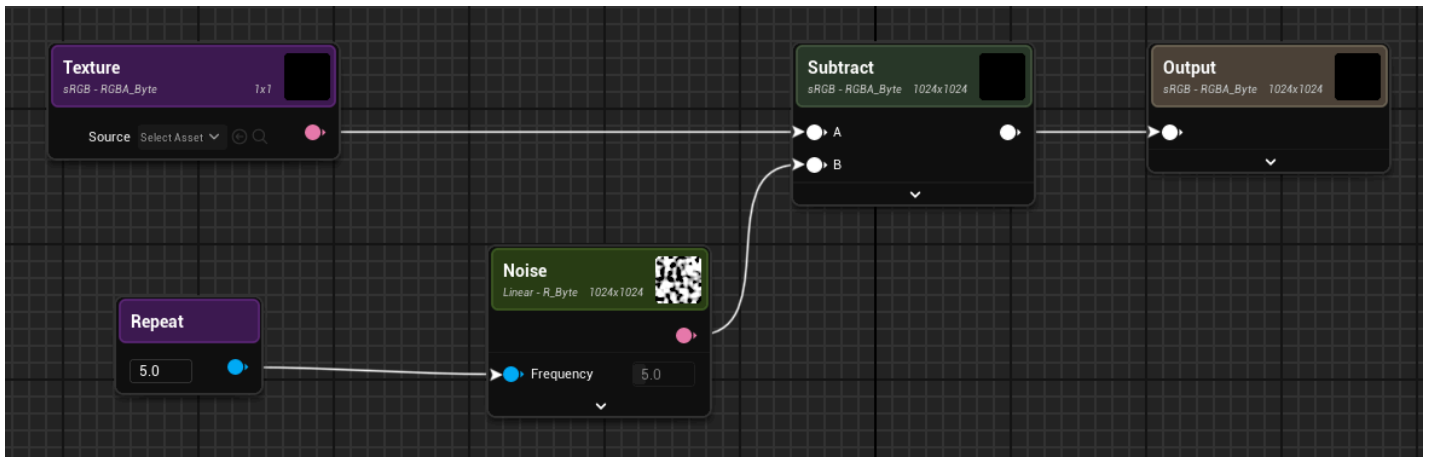 Texture
sRGB - RGBA_Byte 1x1
Source Select Asset
Subtract
sRGB - RGBA_Byte 1024x1024
A
B
Output
sRGB - RGBA_Byte 1024x1024
Noise
Linear - R_Byte 1024x1024
Frequency 5.0
Repeat
5.0